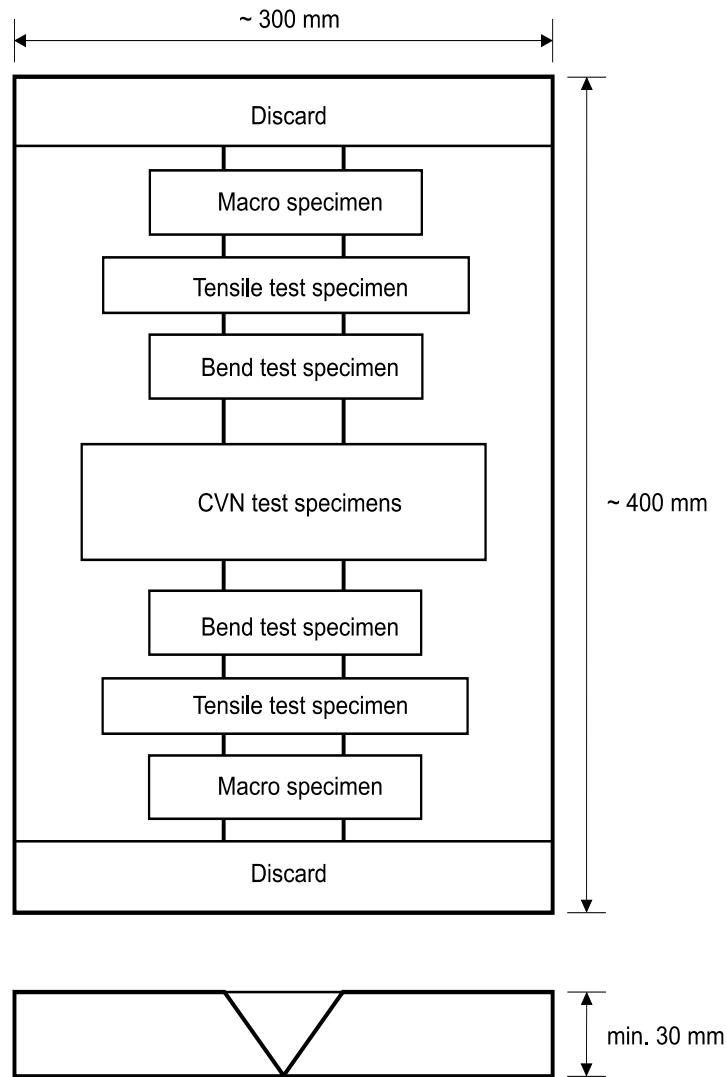 ~ 300 mm
Discard
Macro specimen
Tensile test specimen
Bend test specimen
CVN test specimens
~ 400 mm
Bend test specimen
Tensile test specimen
Macro specimen
Discard
min. 30 mm